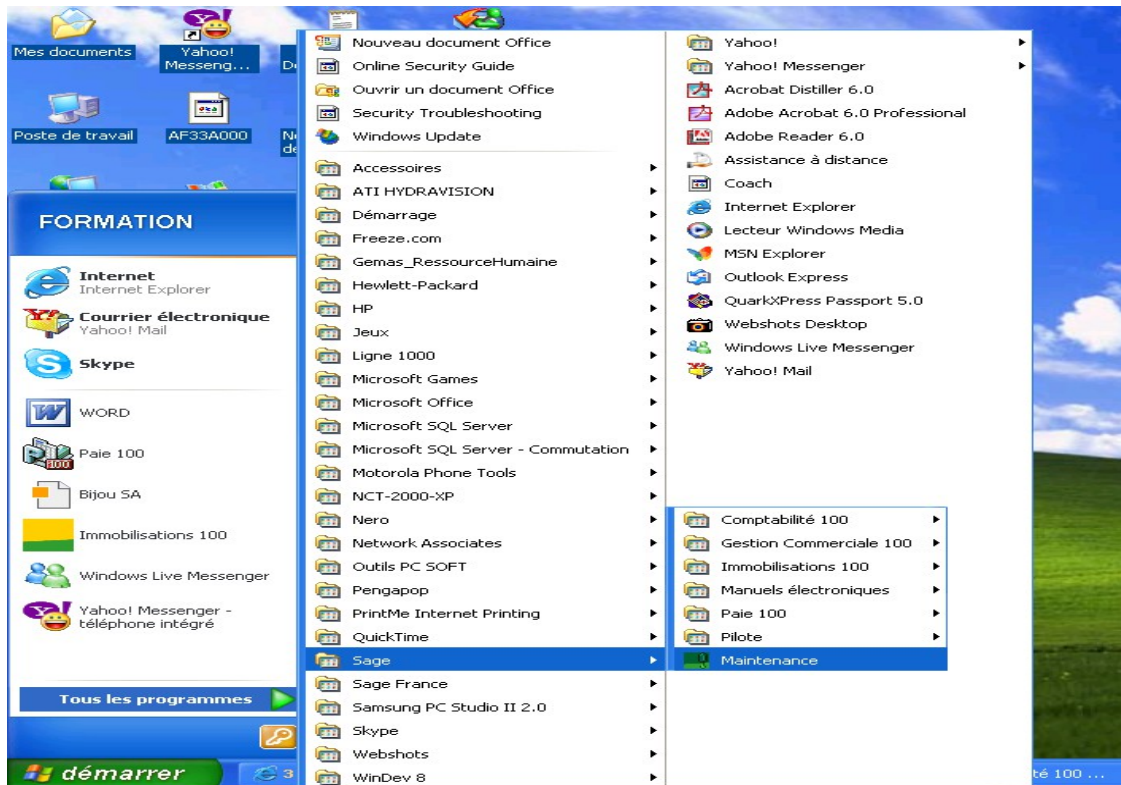 Mes documents
Yahoo!
Messeng...
Poste de travail
AF33A000
FORMATION
Internet
Internet Explorer
Courrier électronique
Yahoo! Mail
Skype
WORD
Paie 100
Bijou SA
Immobilisations 100
Windows Live Messenger
Yahoo! Messenger -
téléphone intégré
Tous les programmes
démarrer
3
Nouveau document Office
Online Security Guide
Ouvrir un document Office
Security Troubleshooting
Windows Update
Accessoires
ATI HYDRAVISION
Démarrage
Freeze.com
Gemas_RessourceHumaine
Hewlett-Packard
HP
Jeux
Ligne 1000
Microsoft Games
Microsoft Office
Microsoft SQL Server
Microsoft SQL Server - Commutation
Motorola Phone Tools
NCT-2000-XP
Nero
Network Associates
Outils PC SOFT
Pengapop
PrintMe Internet Printing
QuickTime
Sage
Sage France
Samsung PC Studio II 2.0
Skype
Webshots
WinDev 8
Yahoo!
Yahoo! Messenger
Acrobat Distiller 6.0
Adobe Acrobat 6.0 Professional
Adobe Reader 6.0
Assistance à distance
Coach
Internet Explorer
Lecteur Windows Media
MSN Explorer
Outlook Express
QuarkXPress Passport 5.0
Webshots Desktop
Windows Live Messenger
Yahoo! Mail
Comptabilité 100
Gestion Commerciale 100
Immobilisations 100
Manuels électroniques
Paie 100
Pilote
Maintenance
té 100 ...